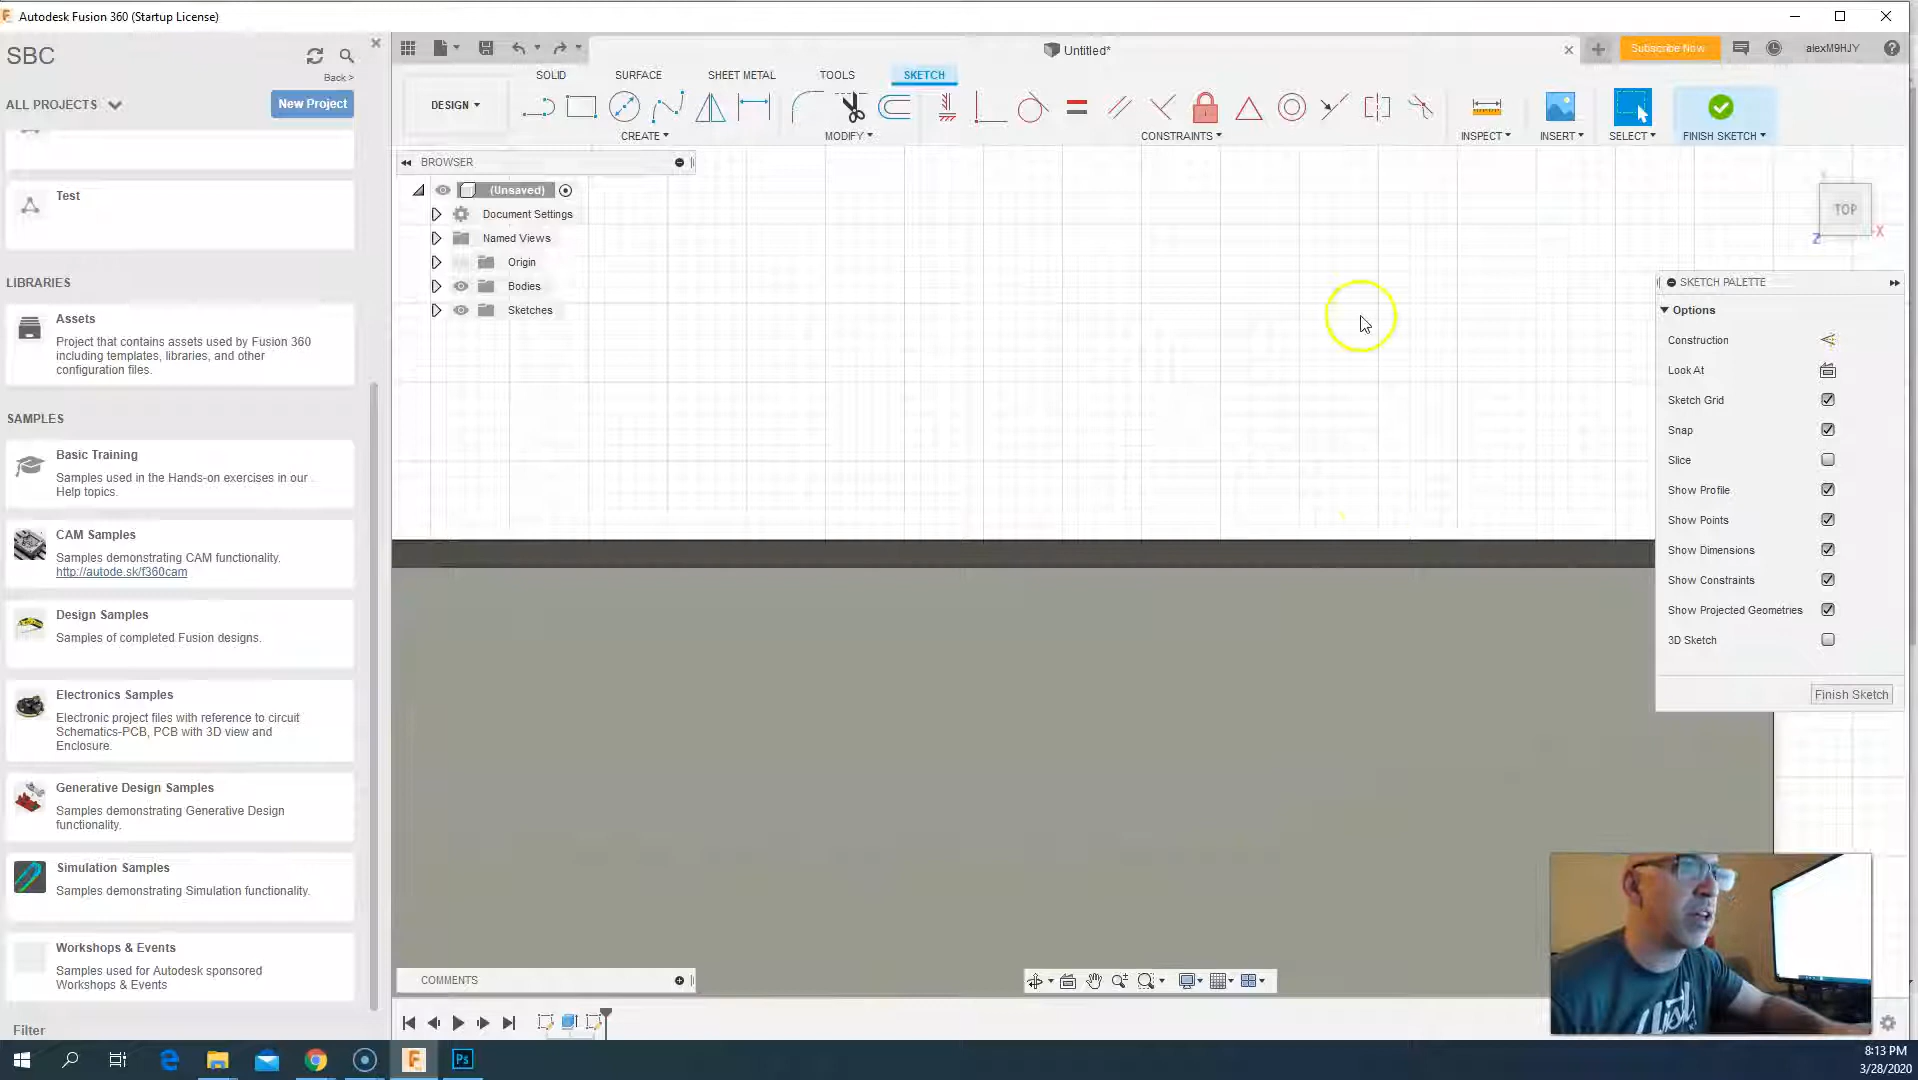 Autodesk Fusion 360 (Startup License)
SBC
Back >
ALL PROJECTS
New Project
Test
LIBRARIES
Assets
Project that contains assets used by Fusion 360
including templates, libraries, and other
configuration files.
SAMPLES
Basic Training
Samples used in the Hands-on exercises in our
Help topics.
CAM Samples
Samples demonstrating CAM functionality.
http://autode.sk/f360cam
Design Samples
Samples of completed Fusion designs.
Electronics Samples
Electronic project files with reference to circuit
Schematics-PCB, PCB with 3D view and
Enclosure.
Generative Design Samples
Samples demonstrating Generative Design
functionality.
Simulation Samples
Samples demonstrating Simulation functionality.
Workshops & Events
Samples used for Autodesk sponsored
Workshops & Events
Filter
Untitled*
Subscribe Now
alexM9HJY
SOLID
SURFACE
SHEET METAL
TOOLS
SKETCH
DESIGN
CREATE
MODIFY
CONSTRAINTS
INSPECT
INSERT
SELECT
FINISH SKETCH
BROWSER
(Unsaved)
Document Settings
Named Views
Origin
Bodies
Sketches
TOP
Z
X
SKETCH PALETTE
Options
Construction
Look At
Sketch Grid
Snap
Slice
Show Profile
Show Points
Show Dimensions
Show Constraints
Show Projected Geometries
3D Sketch
Finish Sketch
COMMENTS
Ps
8:13 PM
3/28/2020